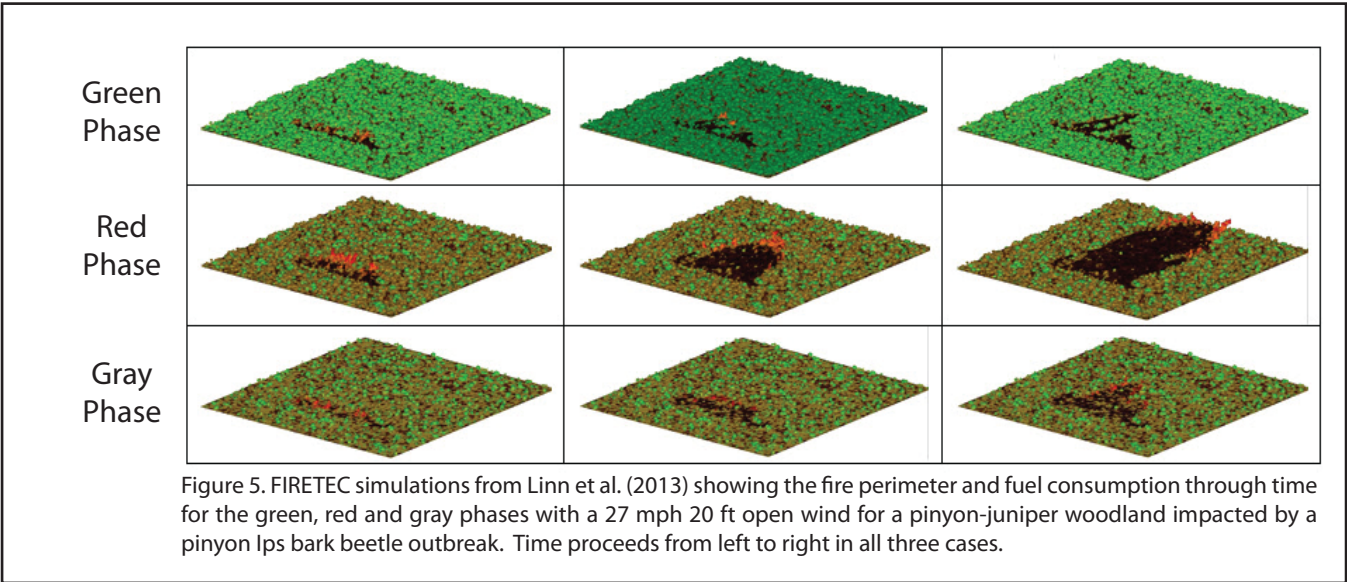 Green
Phase
Red
Phase
Gray
Phase
Figure 5. FIRETEC simulations from Linn et al. (2013) showing the fire perimeter and fuel consumption through time
for the green, red and gray phases with a 27 mph 20 ft open wind for a pinyon-juniper woodland impacted by a
pinyon Ips bark beetle outbreak. Time proceeds from left to right in all three cases.